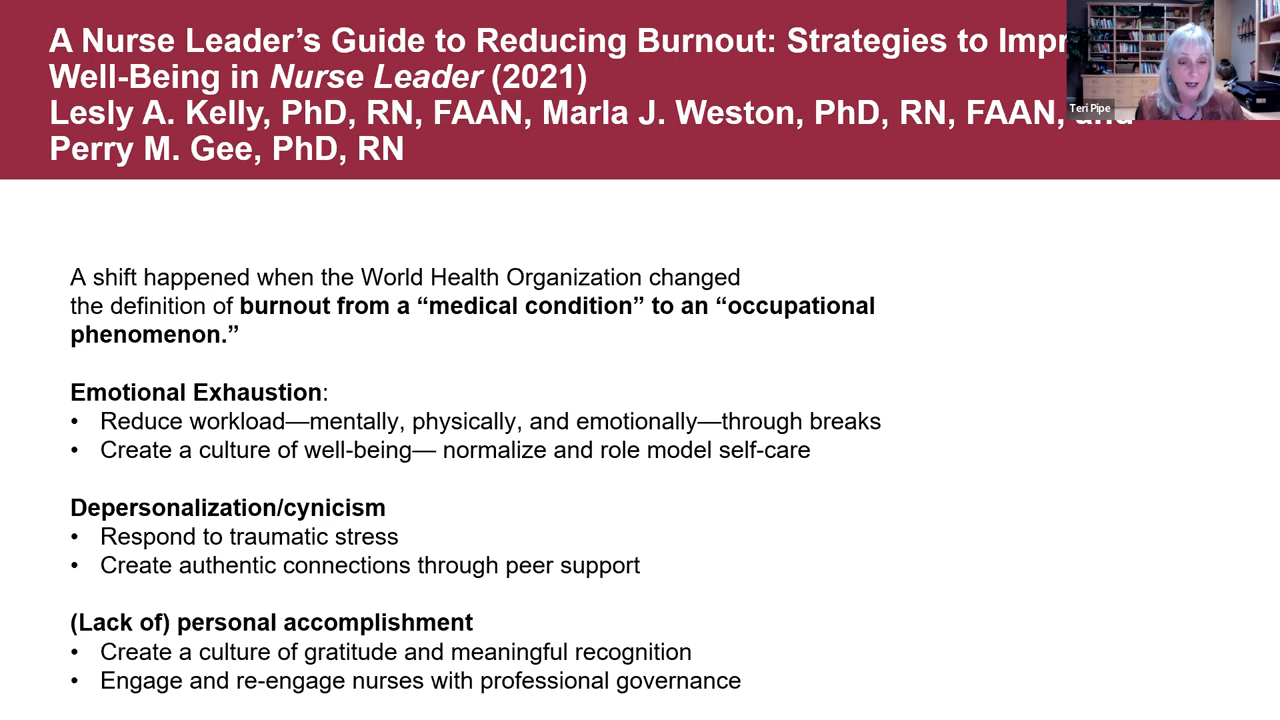 A Nurse Leader’s Guide to Reducing Burnout: Strategies to
Well-Being in Nurse Leader (2021)
Lesly A. Kelly, PhD, RN, FAAN, Marla J. Weston, PhD, RN, FAAN, and
Perry M. Gee, PhD, RN
Teri Pipe
A shift happened when the World Health Organization changed
the definition of burnout from a “medical condition” to an “occupational
phenomenon.”
Emotional Exhaustion:
• Reduce workload—mentally, physically, and emotionally—through breaks
• Create a culture of well-being— normalize and role model self-care
Depersonalization/cynicism
• Respond to traumatic stress
• Create authentic connections through peer support
(Lack of) personal accomplishment
• Create a culture of gratitude and meaningful recognition
• Engage and re-engage nurses with professional governance